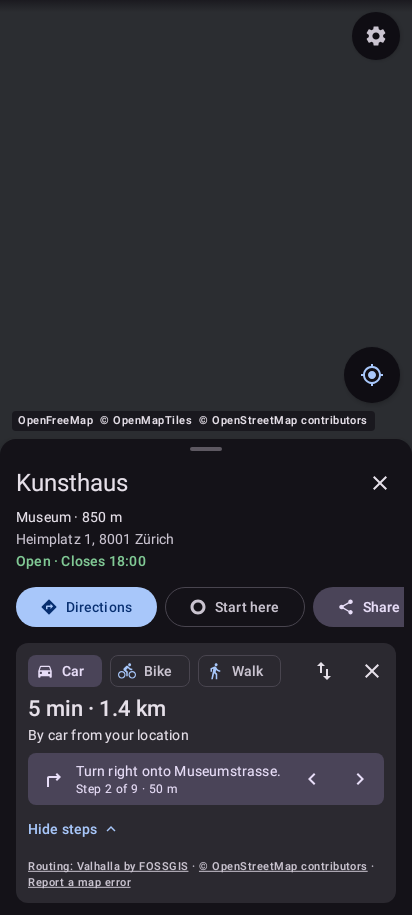 OpenFreeMap © OpenMapTiles © OpenStreetMap contributors
Kunsthaus
Museum · 850 m
Heimplatz 1, 8001 Zürich
Open · Closes 18:00
Directions
Start here
Share
Car
Bike
Walk
5 min · 1.4 km
By car from your location
Turn right onto Museumstrasse.
Step 2 of 9 · 50 m
Hide steps
Routing: Valhalla by FOSSGIS · © OpenStreetMap contributors ·
Report a map error